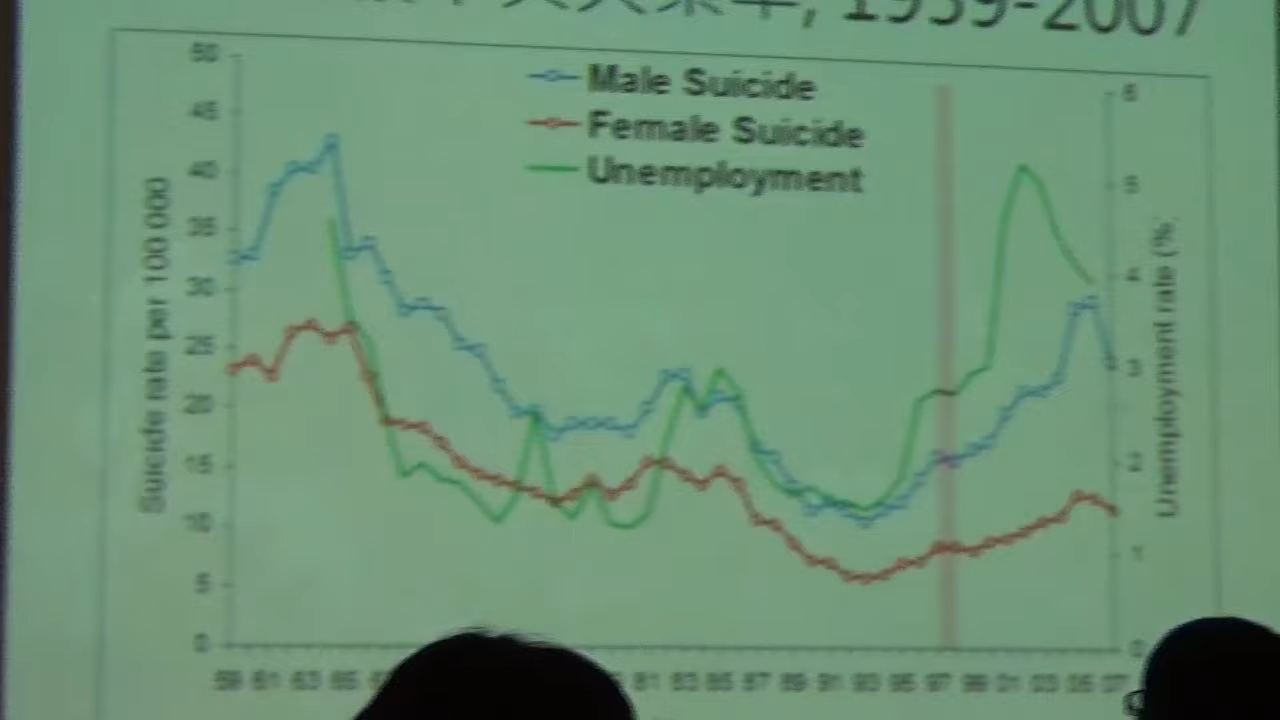 率, 1959-2007
Male Suicide
Female Suicide
Unemployment
Suicide rate per 100 000
50
45
40
35
30
25
20
15
10
5
0
Unemployment rate (%
6
5
4
3
2
1
0
59 61 63 65 81 83 85 87 89 91 93 95 97 99 01 03 05 07